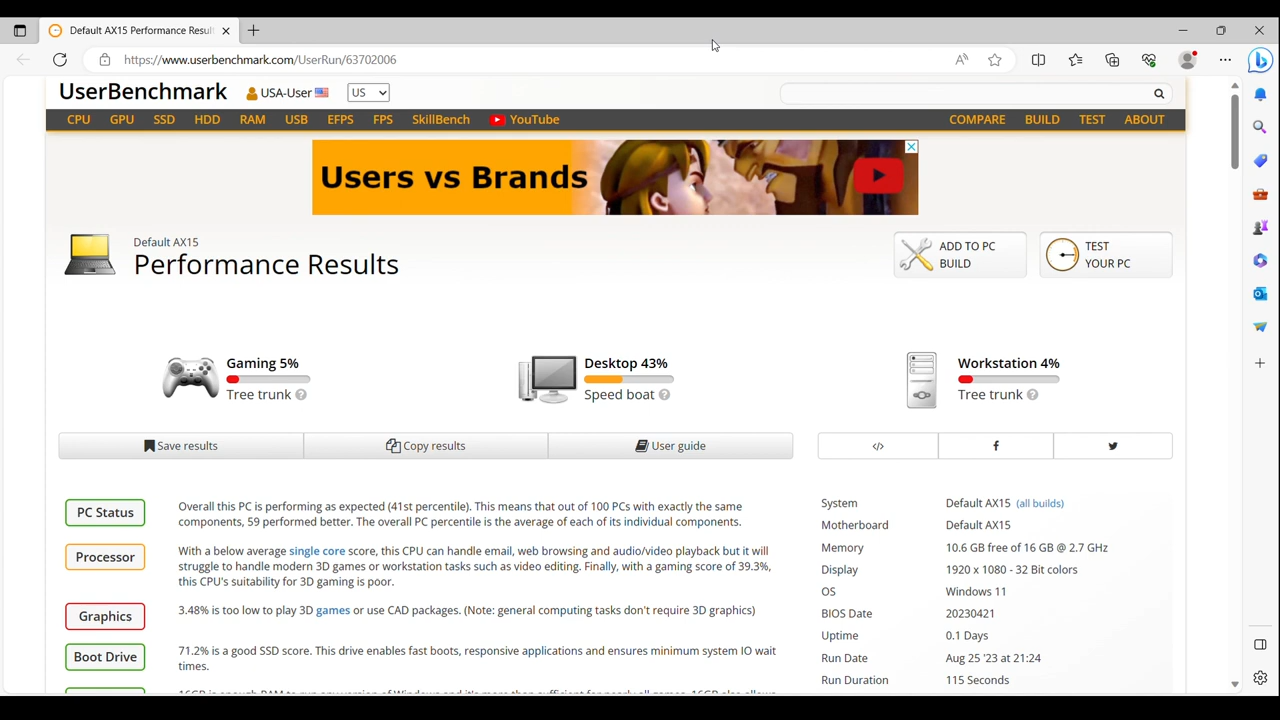 Default AX15 Performance Result
https://www.userbenchmark.com/UserRun/63702006
UserBenchmark USA-User US
CPU GPU SSD HDD RAM USB EFPS FPS SkillBench YouTube COMPARE BUILD TEST ABOUT
Users vs Brands
Default AX15
Performance Results
ADD TO PC
BUILD
TEST
YOUR PC
Gaming 5%
Tree trunk
Desktop 43%
Speed boat
Workstation 4%
Tree trunk
Save results Copy results User guide
PC Status
Overall this PC is performing as expected (41st percentile). This means that out of 100 PCs with exactly the same
components, 59 performed better. The overall PC percentile is the average of each of its individual components.
Processor
With a below average single core score, this CPU can handle email, web browsing and audio/video playback but it will
struggle to handle modern 3D games or workstation tasks such as video editing. Finally, with a gaming score of 39.3%,
this CPU's suitability for 3D gaming is poor.
Graphics
3.48% is too low to play 3D games or use CAD packages. (Note: general computing tasks don't require 3D graphics)
Boot Drive
71.2% is a good SSD score. This drive enables fast boots, responsive applications and ensures minimum system IO wait
times.
System Default AX15 (all builds)
Motherboard Default AX15
Memory 10.6 GB free of 16 GB @ 2.7 GHz
Display 1920 x 1080 - 32 Bit colors
OS Windows 11
BIOS Date 20230421
Uptime 0.1 Days
Run Date Aug 25 '23 at 21:24
Run Duration 115 Seconds